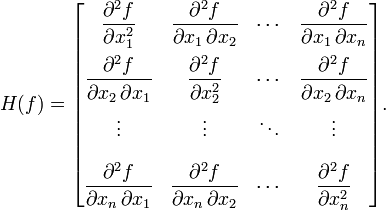 H(f) = \begin{bmatrix}
\dfrac{\partial^2 f}{\partial x_1^2} & \dfrac{\partial^2 f}{\partial x_1\,\partial x_2} & \cdots & \dfrac{\partial^2 f}{\partial x_1\,\partial x_n} \\
\dfrac{\partial^2 f}{\partial x_2\,\partial x_1} & \dfrac{\partial^2 f}{\partial x_2^2} & \cdots & \dfrac{\partial^2 f}{\partial x_2\,\partial x_n} \\
\vdots & \vdots & \ddots & \vdots \\
\dfrac{\partial^2 f}{\partial x_n\,\partial x_1} & \dfrac{\partial^2 f}{\partial x_n\,\partial x_2} & \cdots & \dfrac{\partial^2 f}{\partial x_n^2}
\end{bmatrix}.